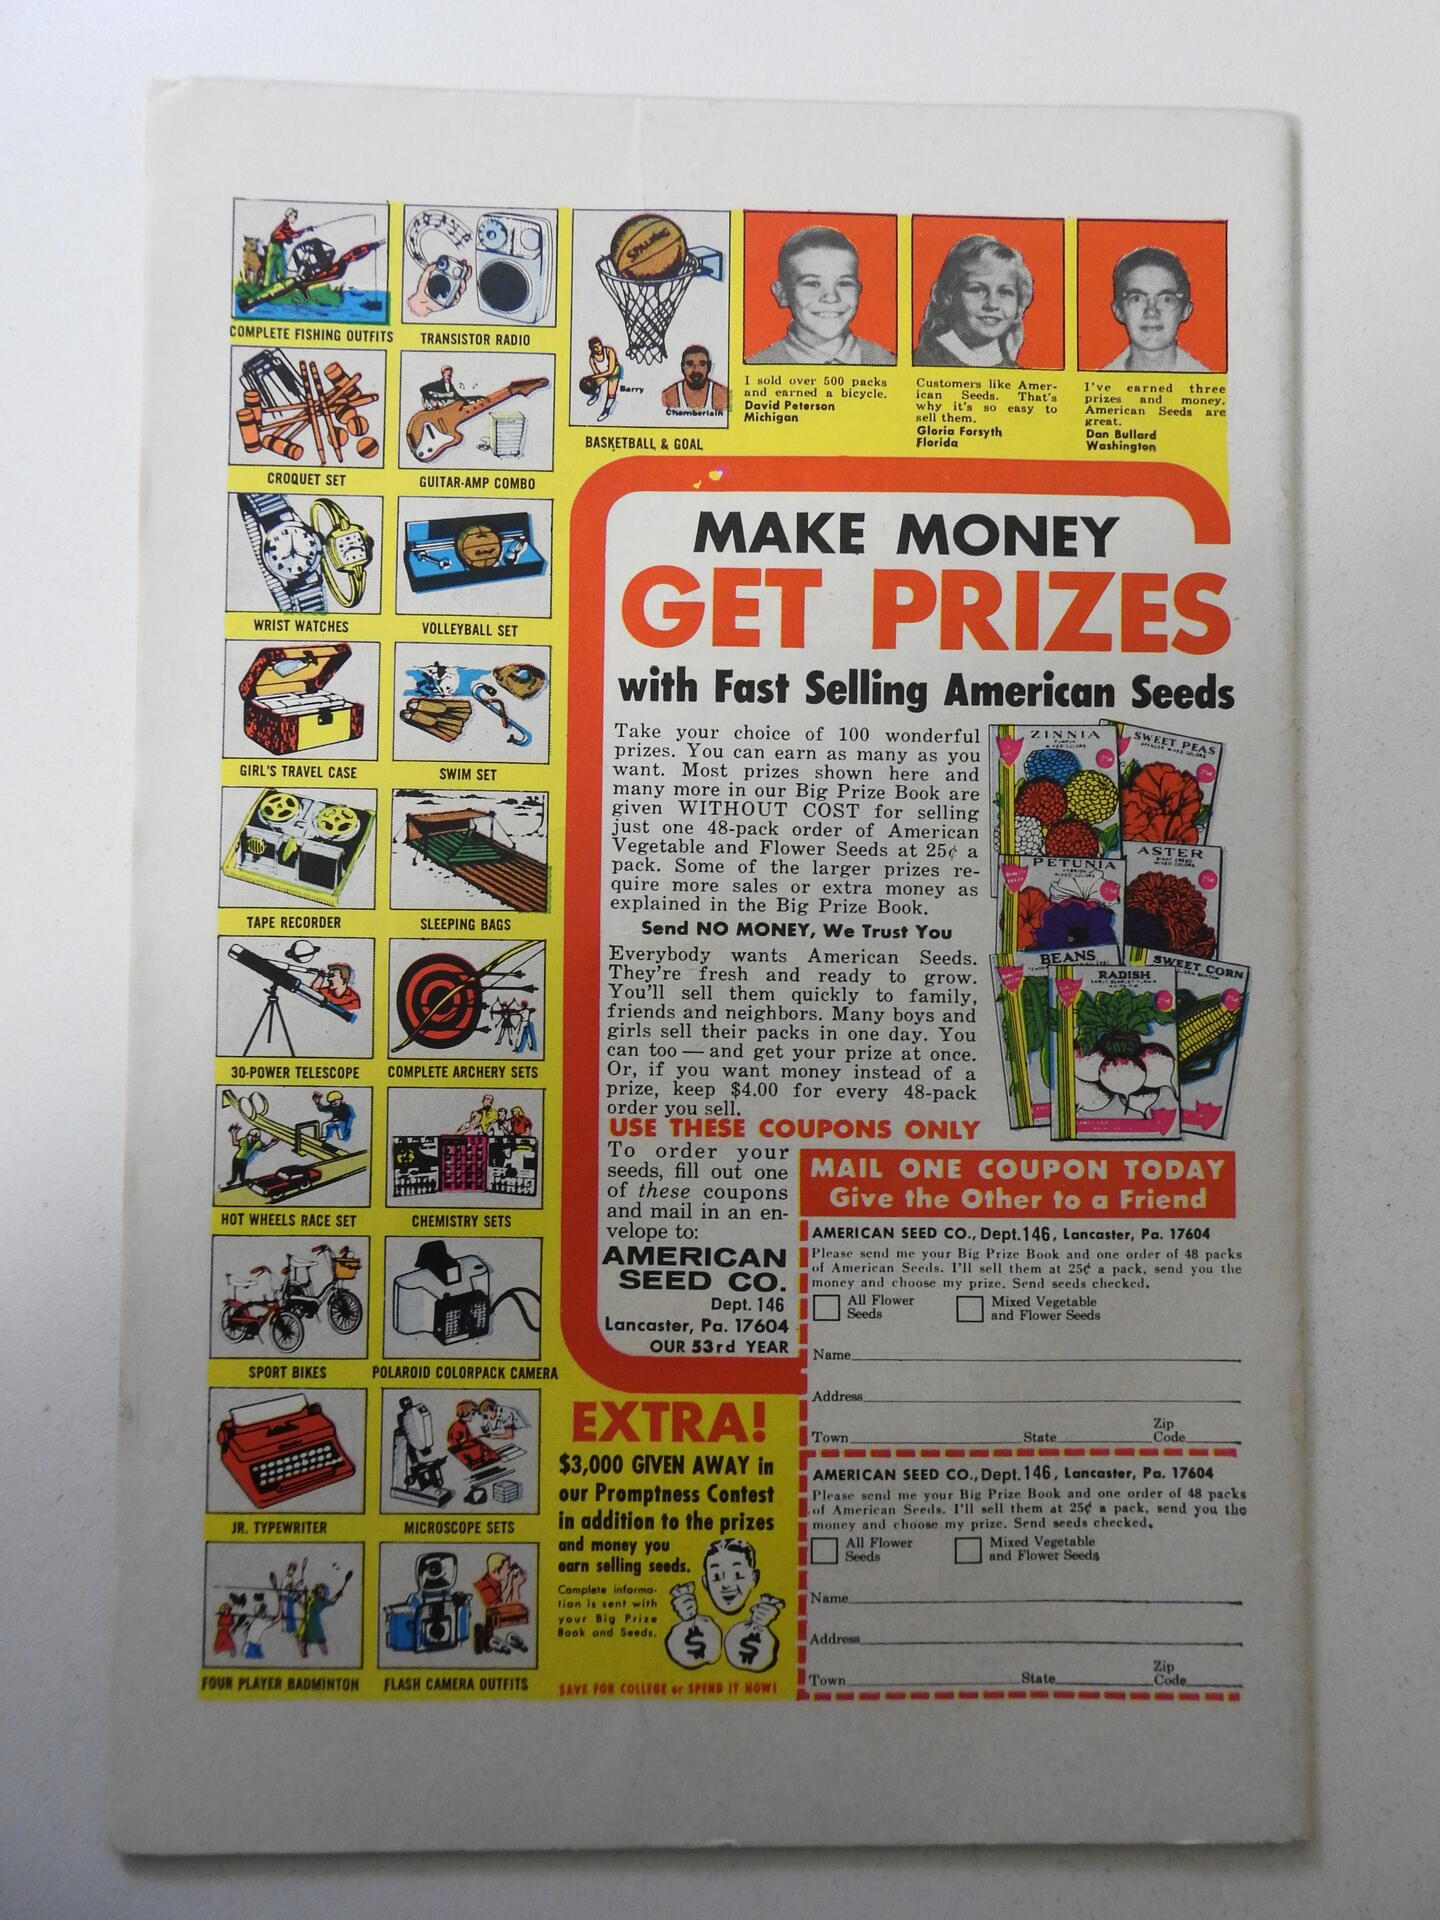 COMPLETE FISHING OUTFITS
TRANSISTOR RADIO
SPALDING
Barry
Chamberlain
BASKETBALL & GOAL
I sold over 500 packs
and earned a bicycle.
David Peterson
Michigan
Customers like Amer-
ican Seeds. That's
why it's so easy to
sell them.
Gloria Forsyth
Florida
I've earned three
prizes and money.
American Seeds are
great.
Dan Bullard
Washington
CROQUET SET
GUITAR-AMP COMBO
WRIST WATCHES
VOLLEYBALL SET
GIRL'S TRAVEL CASE
SWIM SET
TAPE RECORDER
SLEEPING BAGS
30-POWER TELESCOPE
COMPLETE ARCHERY SETS
HOT WHEELS RACE SET
CHEMISTRY SETS
SPORT BIKES
POLAROID COLORPACK CAMERA
JR. TYPEWRITER
MICROSCOPE SETS
FOUR PLAYER BADMINTON
FLASH CAMERA OUTFITS
MAKE MONEY
GET PRIZES
with Fast Selling American Seeds
Take your choice of 100 wonderful
prizes. You can earn as many as you
want. Most prizes shown here and
many more in our Big Prize Book are
given WITHOUT COST for selling
just one 48-pack order of American
Vegetable and Flower Seeds at 25¢ a
pack. Some of the larger prizes re-
quire more sales or extra money as
explained in the Big Prize Book.
Send NO MONEY, We Trust You
Everybody wants American Seeds.
They're fresh and ready to grow.
You'll sell them quickly to family,
friends and neighbors. Many boys and
girls sell their packs in one day. You
can too — and get your prize at once.
Or, if you want money instead of a
prize, keep $4.00 for every 48-pack
order you sell.
ZINNIA
SWEET PEAS
PETUNIA
ASTER
BEANS
RADISH
SWEET CORN
USE THESE COUPONS ONLY
To order your
seeds, fill out one
of these coupons
and mail in an en-
velope to:
AMERICAN
SEED CO.
Dept. 146
Lancaster, Pa. 17604
OUR 53rd YEAR
MAIL ONE COUPON TODAY
Give the Other to a Friend
AMERICAN SEED CO., Dept. 146, Lancaster, Pa. 17604
Please send me your Big Prize Book and one order of 48 packs
of American Seeds. I'll sell them at 25¢ a pack, send you the
money and choose my prize. Send seeds checked.
All Flower Seeds
Mixed Vegetable and Flower Seeds
Name
Address
Town State Zip Code
AMERICAN SEED CO., Dept. 146, Lancaster, Pa. 17604
Please send me your Big Prize Book and one order of 48 packs
of American Seeds. I'll sell them at 25¢ a pack, send you the
money and choose my prize. Send seeds checked.
All Flower Seeds
Mixed Vegetable and Flower Seeds
Name
Address
Town State Zip Code
EXTRA!
$3,000 GIVEN AWAY in
our Promptness Contest
in addition to the prizes
and money you
earn selling seeds.
Complete informa-
tion is sent with
your Big Prize
Book and Seeds.
$ $
SAVE FOR COLLEGE or SPEND IT NOW!